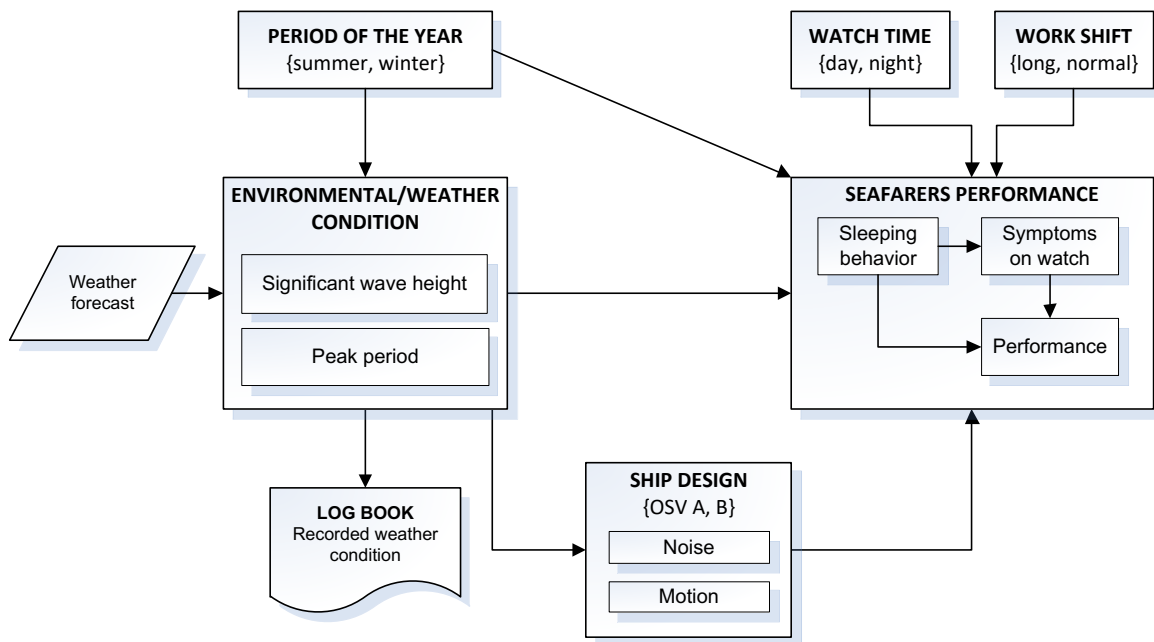 PERIOD OF THE YEAR
{summer, winter}
WATCH TIME
{day, night}
WORK SHIFT
{long, normal}
ENVIRONMENTAL/WEATHER
CONDITION
Significant wave height
Peak period
Weather
forecast
SEAFARERS PERFORMANCE
Sleeping
behavior
Symptoms
on watch
Performance
LOG BOOK
Recorded weather
condition
SHIP DESIGN
{OSV A, B}
Noise
Motion